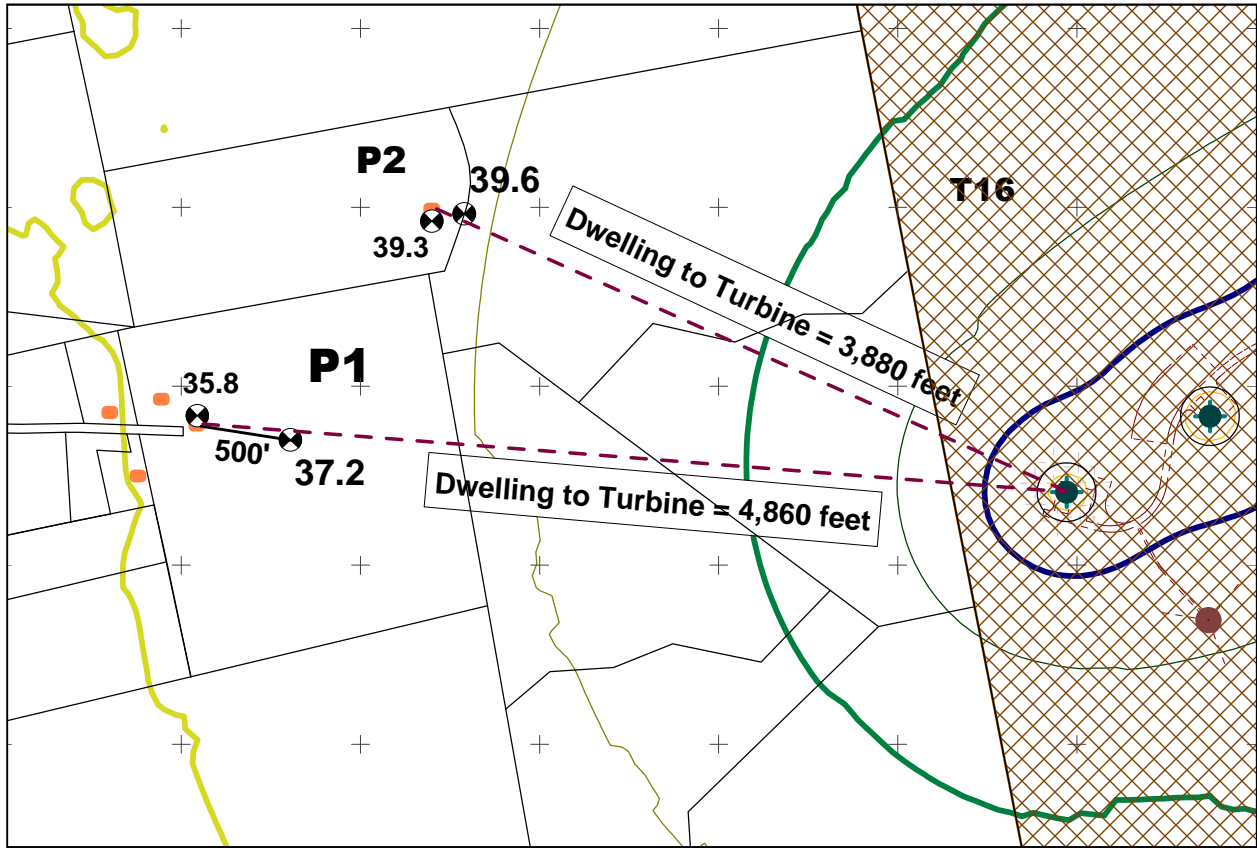 P2
39.6
39.3
T16
Dwelling to Turbine = 3,880 feet
P1
35.8
500'
37.2
Dwelling to Turbine = 4,860 feet